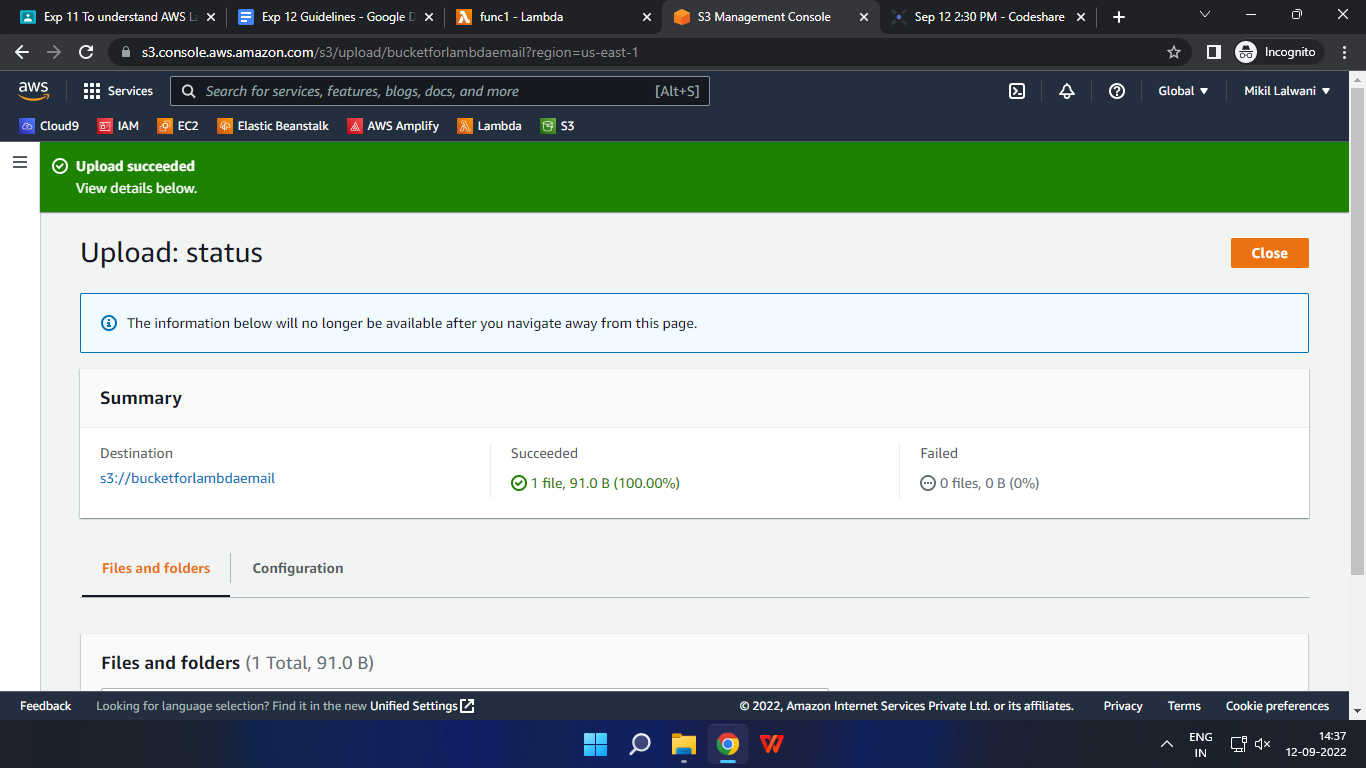 Exp 11 To understand AWS La
Exp 12 Guidelines - Google D
func1 - Lambda
S3 Management Console
Sep 12 2:30 PM - Codeshare
s3.console.aws.amazon.com/s3/upload/bucketforlambdaemail?region=us-east-1
Incognito
aws
Services
Search for services, features, blogs, docs, and more
[Alt+S]
Global
Mikil Lalwani
Cloud9
IAM
EC2
Elastic Beanstalk
AWS Amplify
Lambda
S3
Upload succeeded
View details below.
Upload: status
Close
The information below will no longer be available after you navigate away from this page.
Summary
Destination
s3://bucketforlambdaemail
Succeeded
1 file, 91.0 B (100.00%)
Failed
0 files, 0 B (0%)
Files and folders
Configuration
Files and folders (1 Total, 91.0 B)
Feedback
Looking for language selection? Find it in the new Unified Settings
© 2022, Amazon Internet Services Private Ltd. or its affiliates.
Privacy
Terms
Cookie preferences
ENG
IN
14:37
12-09-2022